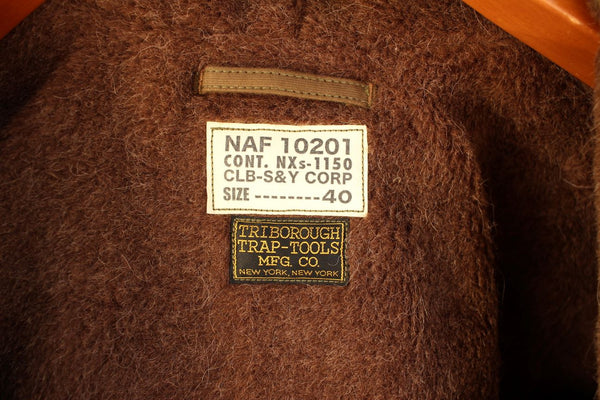 NAF 10201
CONT. NXs-1150
CLB-S&Y CORP
SIZE --------40
TRIBOROUGH
TRAP-TOOLS
MFG. CO.
NEW YORK, NEW YORK